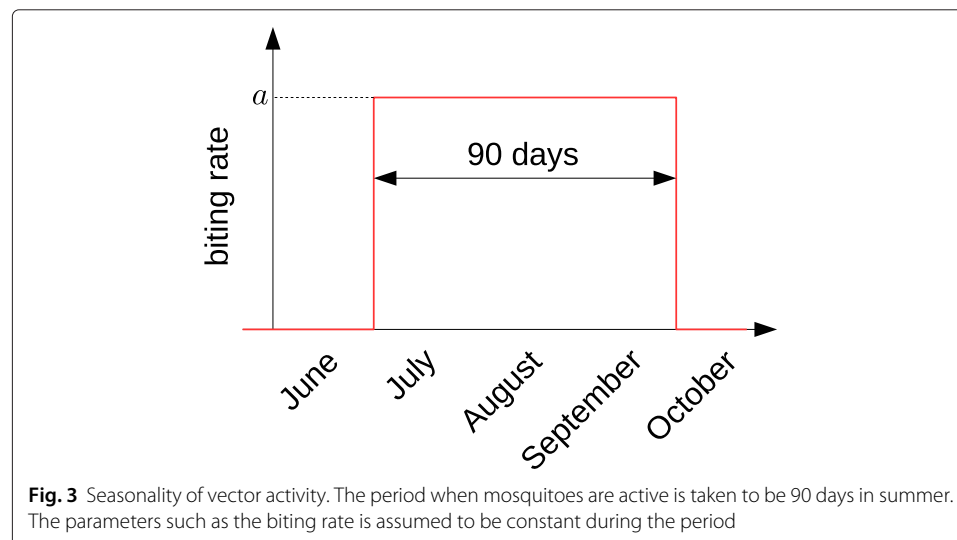 a
biting rate
90 days
June
July
August
September
October
Fig. 3 Seasonality of vector activity. The period when mosquitoes are active is taken to be 90 days in summer.
The parameters such as the biting rate is assumed to be constant during the period